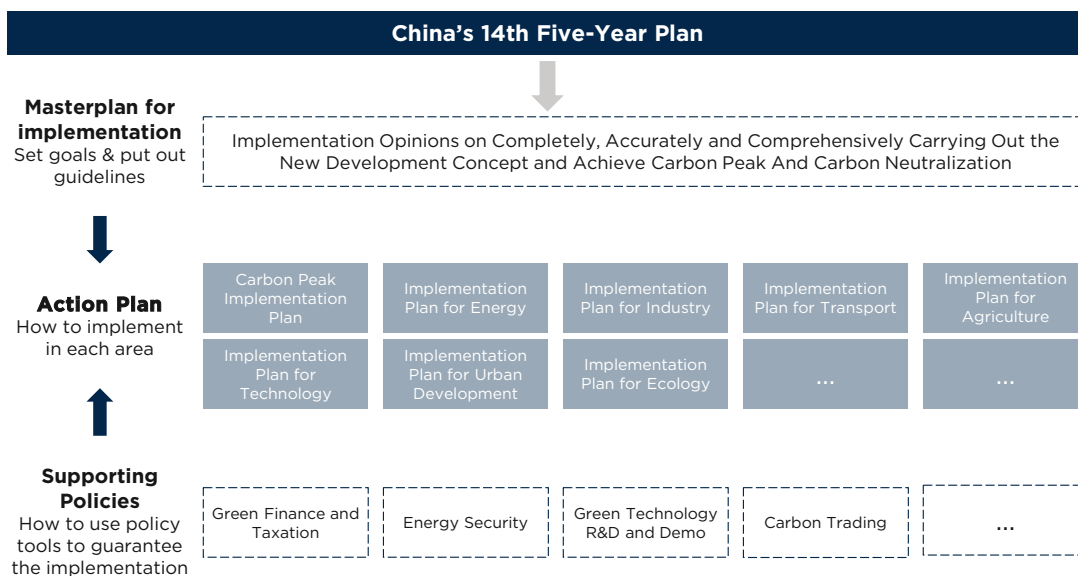 China's 14th Five-Year Plan
Masterplan for
implementation
Set goals & put out
guidelines
Implementation Opinions on Completely, Accurately and Comprehensively Carrying Out the
New Development Concept and Achieve Carbon Peak And Carbon Neutralization
Action Plan
How to implement
in each area
Carbon Peak
Implementation
Plan
Implementation
Plan for Energy
Implementation
Plan for Industry
Implementation
Plan for Transport
Implementation
Plan for
Agriculture
Implementation
Plan for
Technology
Implementation
Plan for Urban
Development
Implementation
Plan for Ecology
...
...
Supporting
Policies
How to use policy
tools to guarantee
the implementation
Green Finance and
Taxation
Energy Security
Green Technology
R&D and Demo
Carbon Trading
...